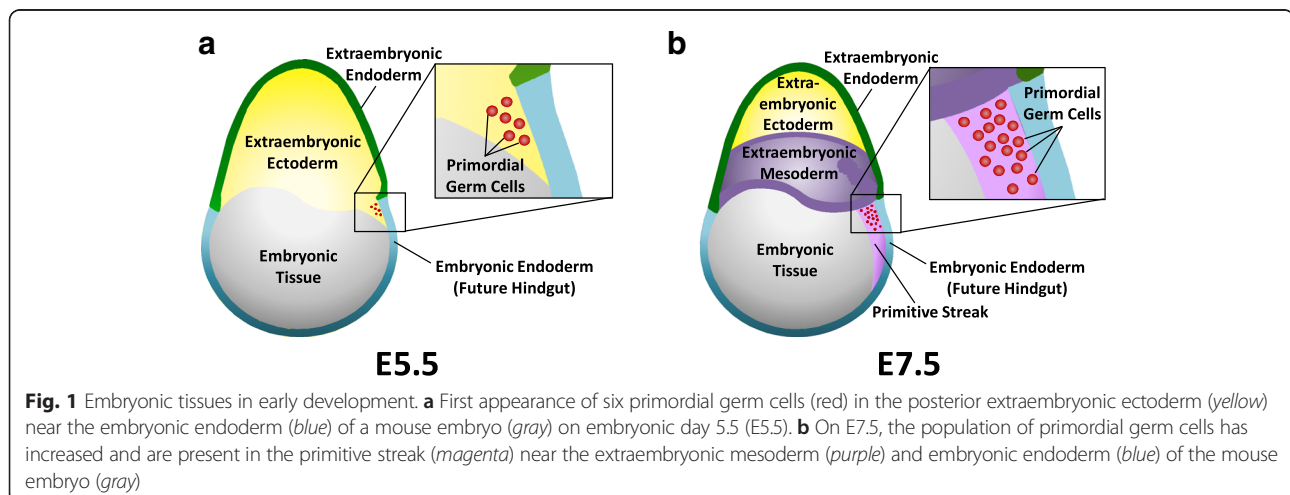 a
Extraembryonic
Endoderm
Extraembryonic
Ectoderm
Primordial
Germ Cells
Embryonic
Tissue
Embryonic Endoderm
(Future Hindgut)
E5.5
b
Extraembryonic
Endoderm
Extra-
embryonic
Ectoderm
Extraembryonic
Mesoderm
Primordial
Germ Cells
Embryonic
Tissue
Embryonic Endoderm
(Future Hindgut)
Primitive Streak
E7.5
Fig. 1 Embryonic tissues in early development. a First appearance of six primordial germ cells (red) in the posterior extraembryonic ectoderm (yellow)
near the embryonic endoderm (blue) of a mouse embryo (gray) on embryonic day 5.5 (E5.5). b On E7.5, the population of primordial germ cells has
increased and are present in the primitive streak (magenta) near the extraembryonic mesoderm (purple) and embryonic endoderm (blue) of the mouse
embryo (gray)